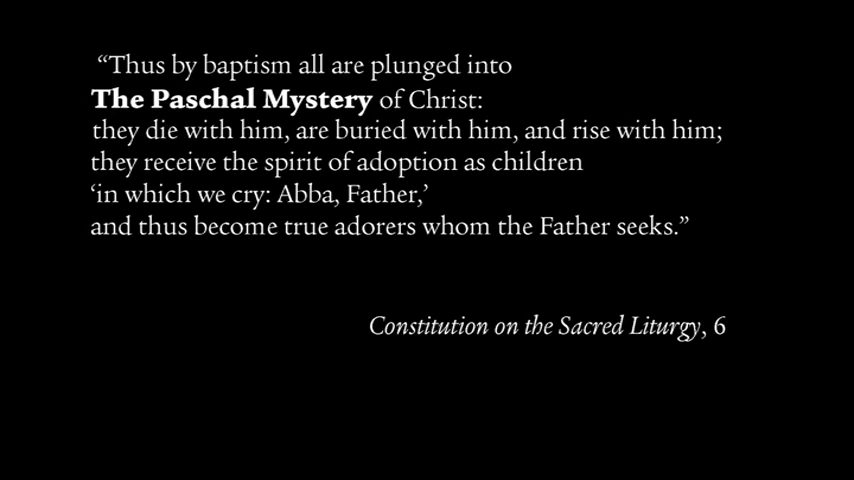 “Thus by baptism all are plunged into
The Paschal Mystery of Christ:
they die with him, are buried with him, and rise with him;
they receive the spirit of adoption as children
‘in which we cry: Abba, Father,’
and thus become true adorers whom the Father seeks.”
Constitution on the Sacred Liturgy, 6